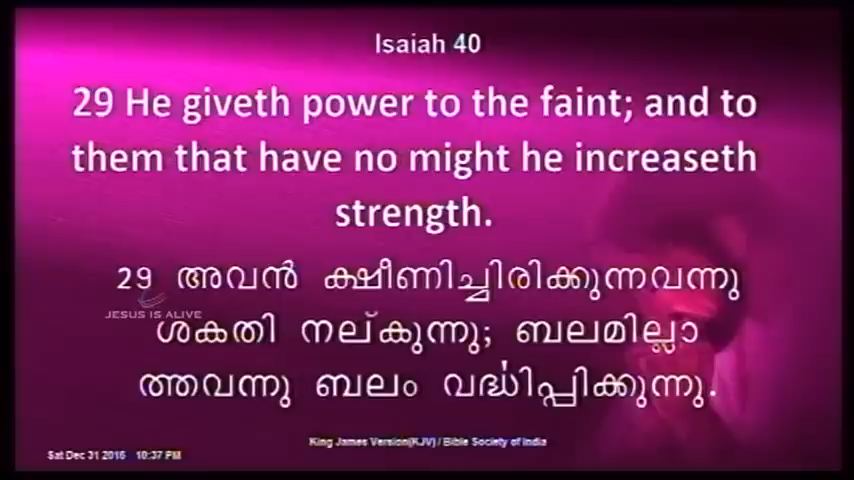 Isaiah 40
29 He giveth power to the faint; and to
them that have no might he increaseth
strength.
29 അവൻ ക്ഷീണിച്ചിരിക്കുന്നവന്നു
JESUS IS ALIVE
ശകതി നല്കുന്നു; ബലമില്ലാ
ത്തവന്നു ബലം വർദ്ധിപ്പിക്കുന്നു.
King James Version(KJV) / Bible Society of India
Sat Dec 31 2016 10:37 PM